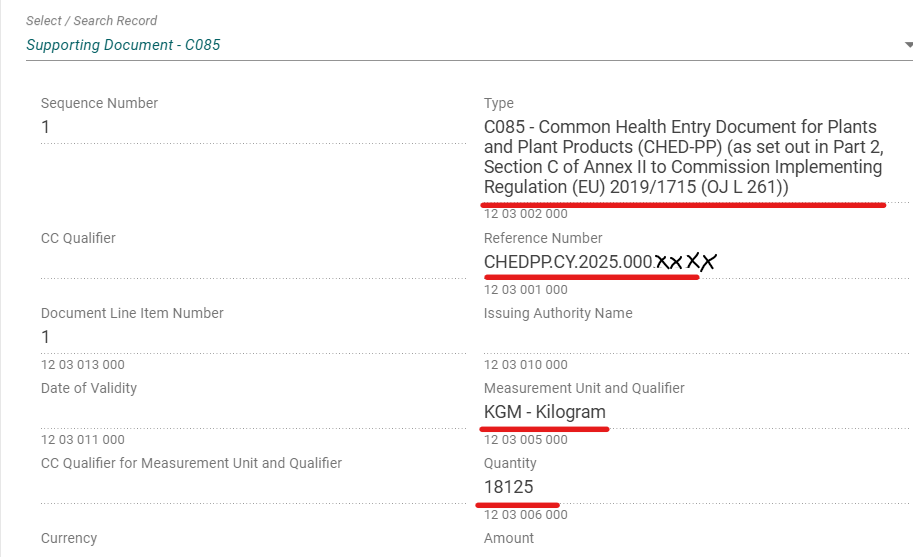 Select / Search Record
Supporting Document - C085
Sequence Number
1
Type
C085 - Common Health Entry Document for Plants
and Plant Products (CHED-PP) (as set out in Part 2,
Section C of Annex II to Commission Implementing
Regulation (EU) 2019/1715 (OJ L 261))
12 03 002 000
CC Qualifier
Reference Number
CHEDPP.CY.2025.000.XXXX
12 03 001 000
Document Line Item Number
1
12 03 013 000
Issuing Authority Name
12 03 010 000
Date of Validity
12 03 011 000
Measurement Unit and Qualifier
KGM - Kilogram
12 03 005 000
CC Qualifier for Measurement Unit and Qualifier
Quantity
18125
12 03 006 000
Currency
Amount